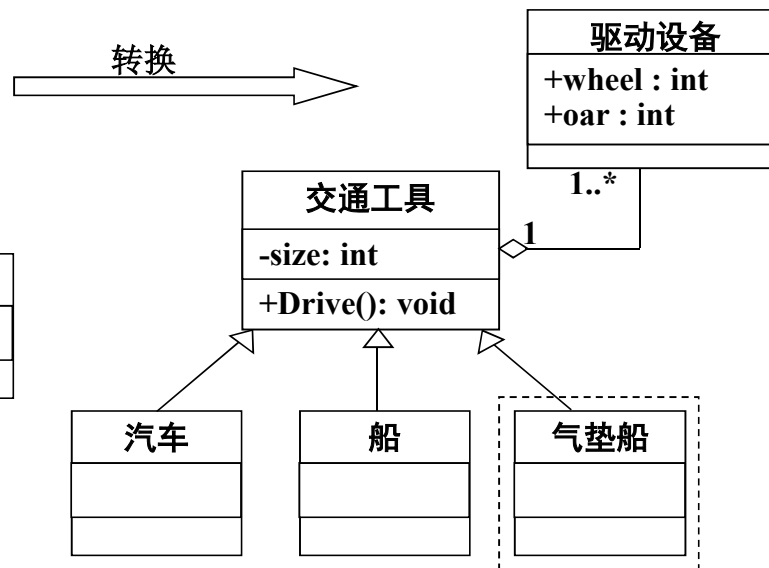 转换
驱动设备
+wheel : int
+oar : int
1..*
交通工具
1
-size: int
+Drive(): void
汽车
船
气垫船